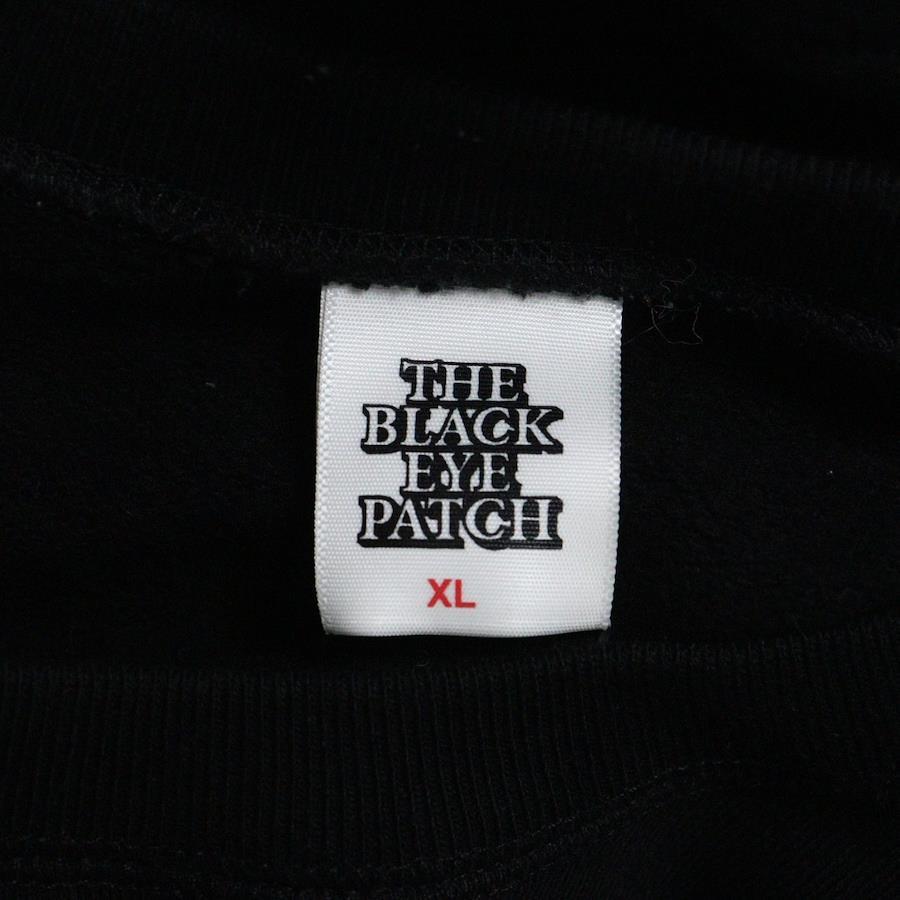 THE
BLACK
EYE
PATCH
XL